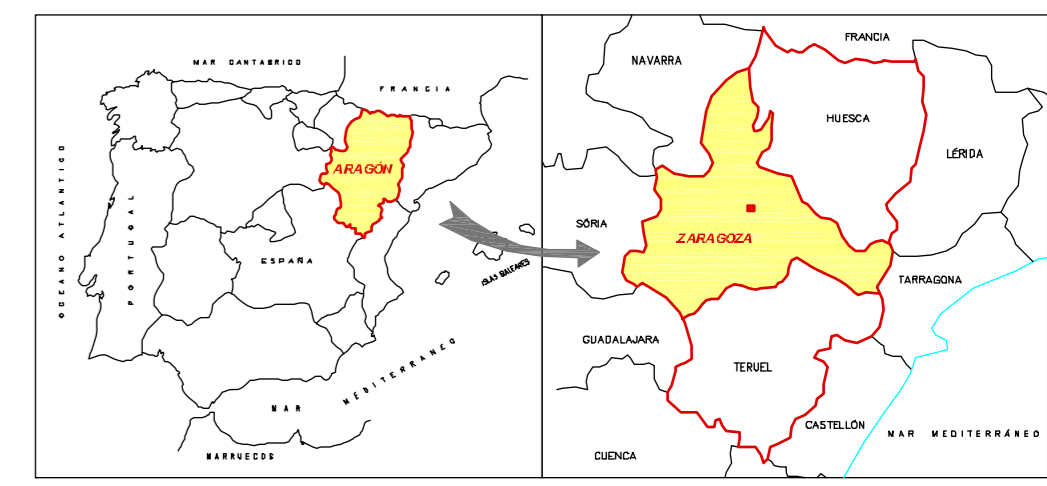 MAR CANTABRICO
FRANCIA
OCEANO ATLANTICO
PORTUGAL
ARAGÓN
ESPAÑA
ISLAS BALEARES
MAR MEDITERRANEO
MARRUECOS
FRANCIA
NAVARRA
HUESCA
LÉRIDA
SÓRIA
ZARAGOZA
TARRAGONA
GUADALAJARA
TERUEL
CASTELLÓN
MAR MEDITERRÁNEO
CUENCA